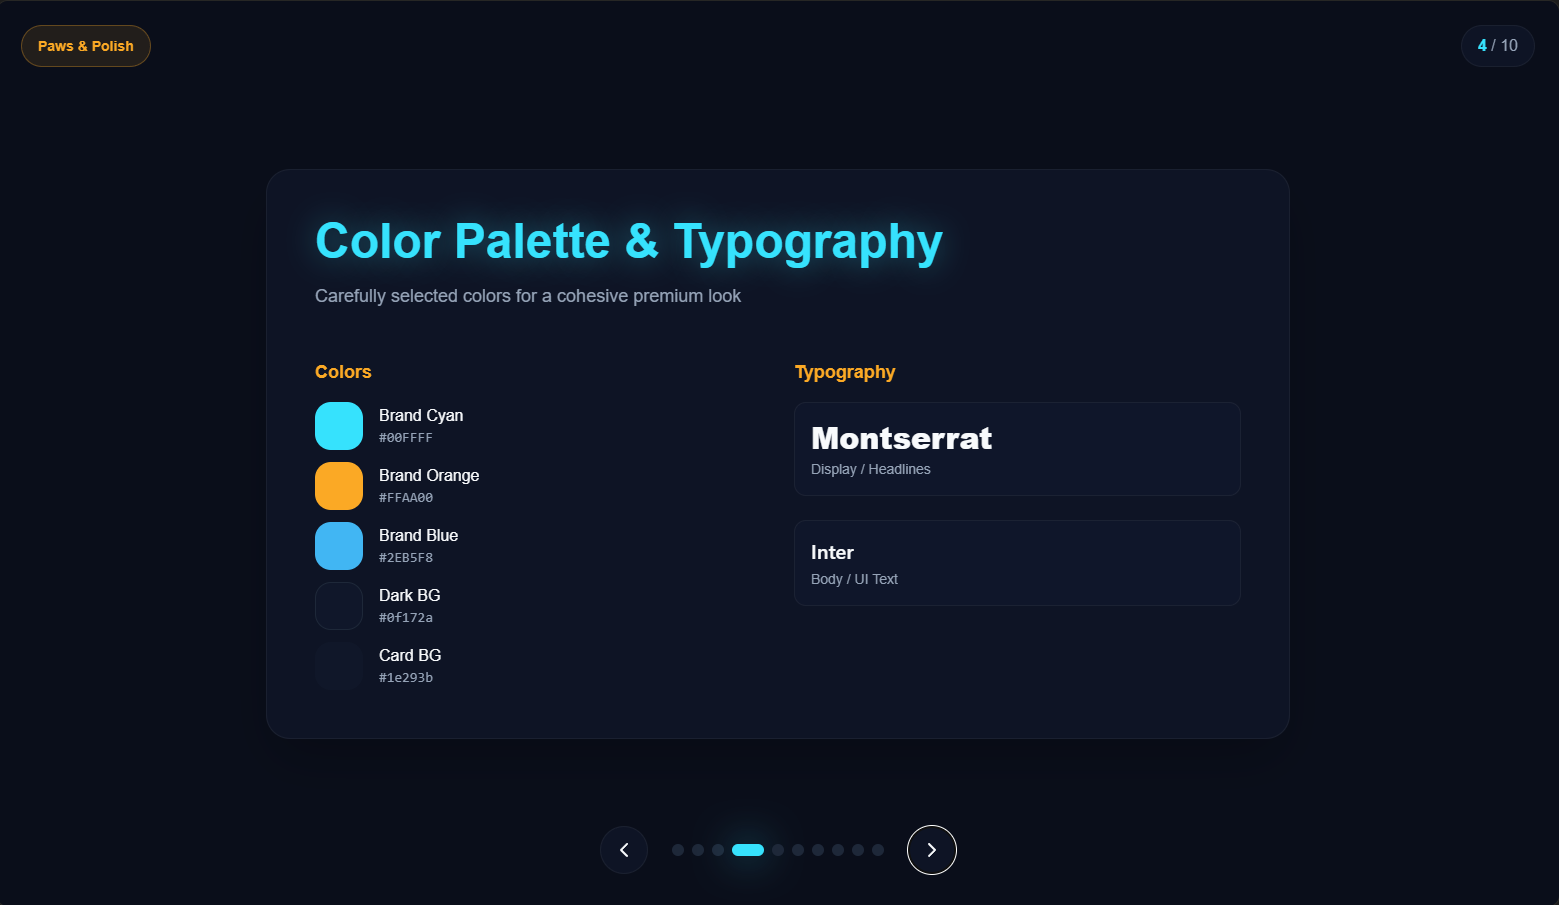 Paws & Polish
4 / 10
Color Palette & Typography
Carefully selected colors for a cohesive premium look
Colors
Brand Cyan
#00FFFF
Brand Orange
#FFAA00
Brand Blue
#2EB5F8
Dark BG
#0f172a
Card BG
#1e293b
Typography
Montserrat
Display / Headlines
Inter
Body / UI Text